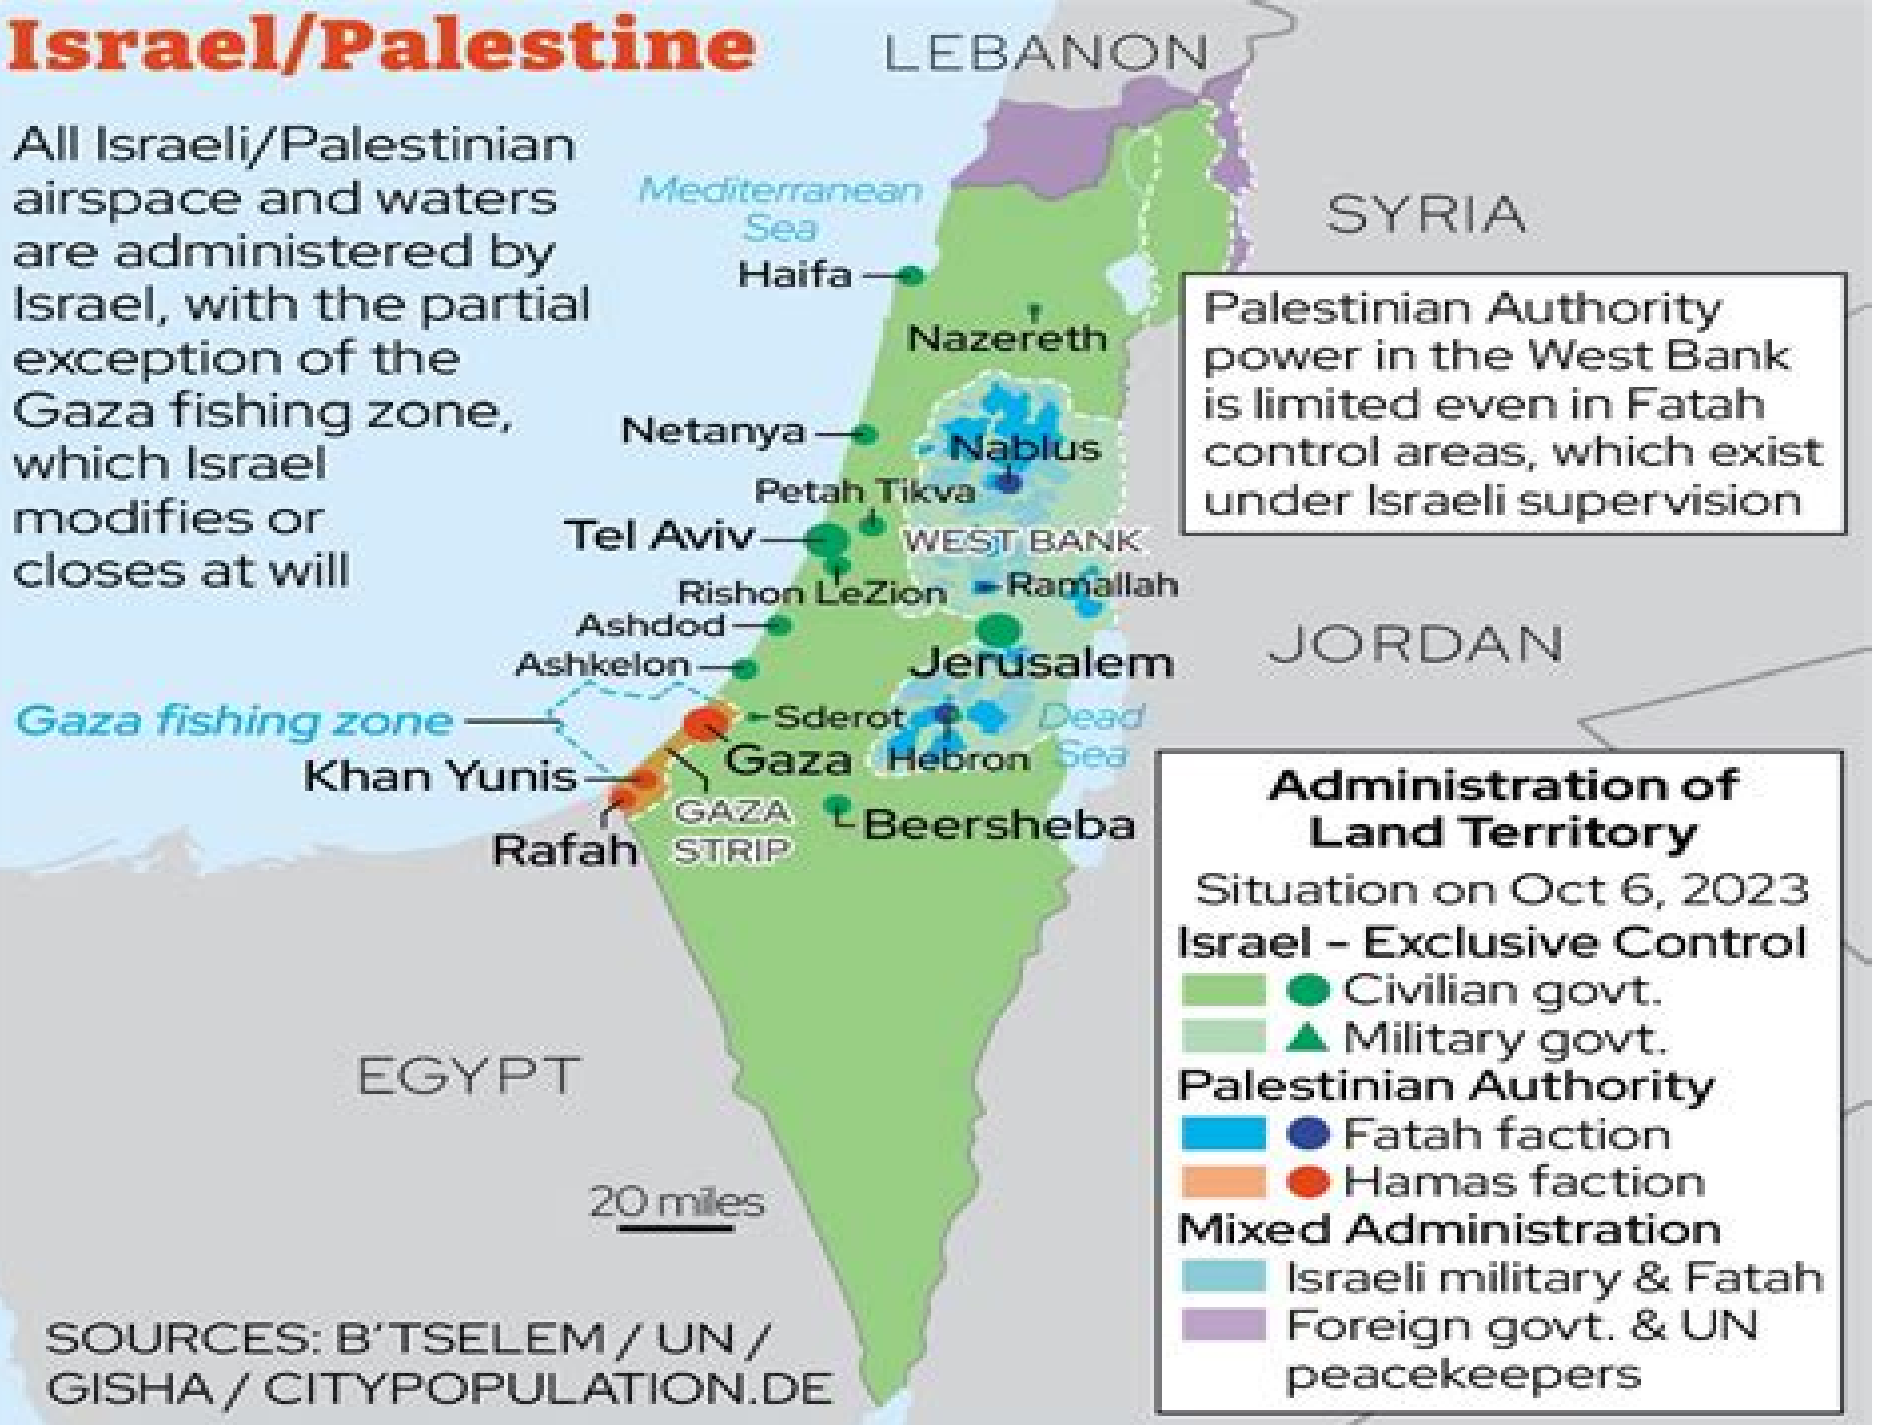 Israel/Palestine
All Israeli/Palestinian
airspace and waters
are administered by
Israel, with the partial
exception of the
Gaza fishing zone,
which Israel
modifies or
closes at will
LEBANON
Mediterranean
Sea
SYRIA
Haifa
Nazereth
Palestinian Authority
power in the West Bank
is limited even in Fatah
control areas, which exist
under Israeli supervision
Netanya
Nablus
Petah Tikva
Tel Aviv
WEST BANK
Rishon LeZion
Ramallah
Ashdod
JORDAN
Ashkelon
Jerusalem
Gaza fishing zone
Sderot
Dead
Sea
Gaza
Hebron
Khan Yunis
GAZA
STRIP
Beersheba
Rafah
EGYPT
20 miles
Administration of
Land Territory
Situation on Oct 6, 2023
Israel – Exclusive Control
Civilian govt.
Military govt.
Palestinian Authority
Fatah faction
Hamas faction
Mixed Administration
Israeli military & Fatah
Foreign govt. & UN
peacekeepers
SOURCES: B'TSELEM / UN /
GISHA / CITYPOPULATION.DE